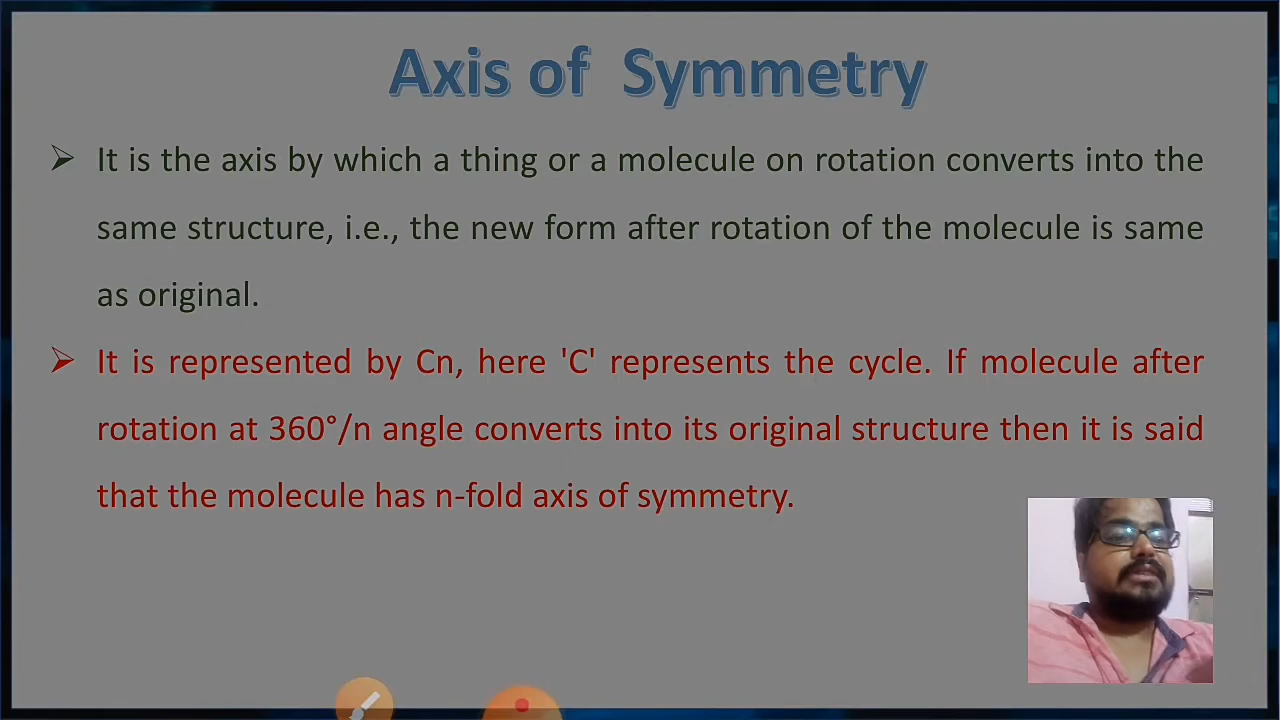 Axis of Symmetry
It is the axis by which a thing or a molecule on rotation converts into the
same structure, i.e., the new form after rotation of the molecule is same
as original.
It is represented by Cn, here 'C' represents the cycle. If molecule after
rotation at 360°/n angle converts into its original structure then it is said
that the molecule has n-fold axis of symmetry.